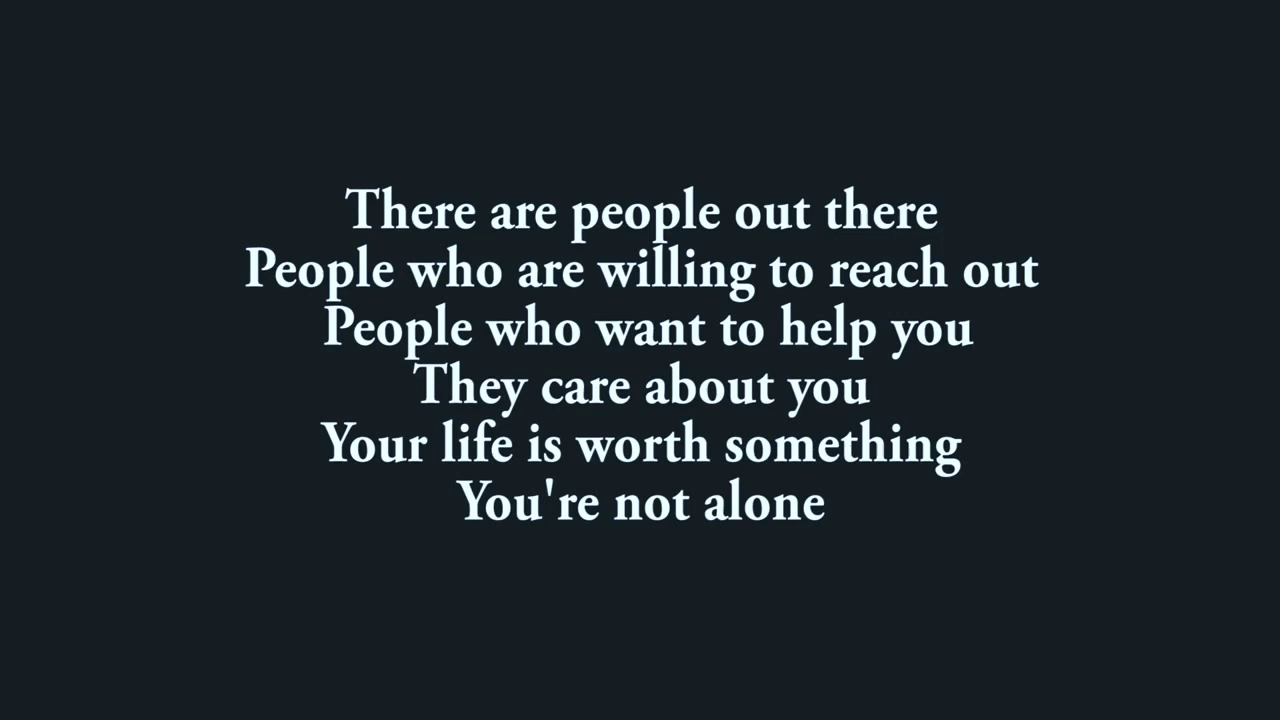 There are people out there
People who are willing to reach out
People who want to help you
They care about you
Your life is worth something
You're not alone